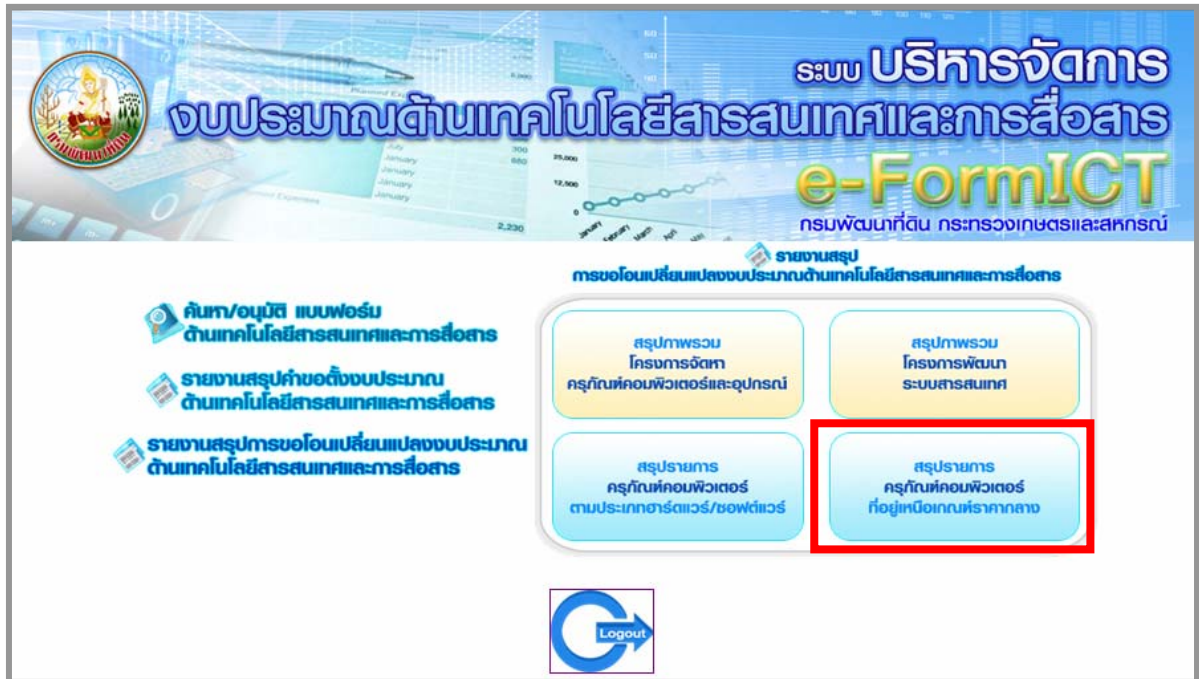 ระบบ บริหารจัดการ
งบประมาณด้านเทคโนโลยีสารสนเทศและการสื่อสาร
e-FormICT
กรมพัฒนาที่ดิน กระทรวงเกษตรและสหกรณ์
ค้นหา/อนุมัติ แบบฟอร์ม
ด้านเทคโนโลยีสารสนเทศและการสื่อสาร
รายงานสรุปคำขอตั้งงบประมาณ
ด้านเทคโนโลยีสารสนเทศและการสื่อสาร
รายงานสรุปการขอโอนเปลี่ยนแปลงงบประมาณ
ด้านเทคโนโลยีสารสนเทศและการสื่อสาร
รายงานสรุป
การขอโอนเปลี่ยนแปลงงบประมาณด้านเทคโนโลยีสารสนเทศและการสื่อสาร
สรุปภาพรวม
โครงการจัดหา
ครุภัณฑ์คอมพิวเตอร์และอุปกรณ์
สรุปภาพรวม
โครงการพัฒนา
ระบบสารสนเทศ
สรุปรายการ
ครุภัณฑ์คอมพิวเตอร์
ตามประเภทฮาร์ดแวร์/ซอฟต์แวร์
สรุปรายการ
ครุภัณฑ์คอมพิวเตอร์
ที่อยู่เหนือเกณฑ์ราคากลาง
Logout